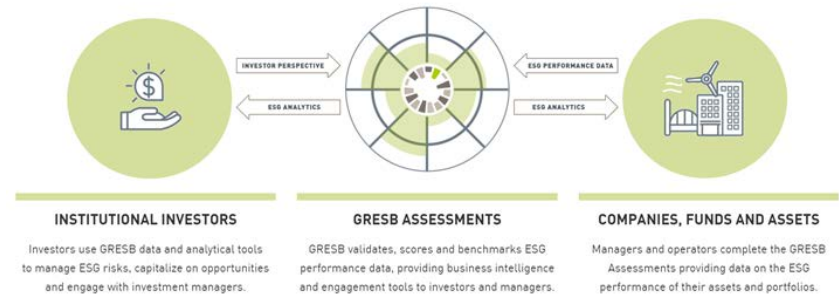 INVESTOR PERSPECTIVE
ESG PERFORMANCE DATA
ESG ANALYTICS
ESG ANALYTICS
$
INSTITUTIONAL INVESTORS
Investors use GRESB data and analytical tools
to manage ESG risks, capitalize on opportunities
and engage with investment managers.
GRESB ASSESSMENTS
GRESB validates, scores and benchmarks ESG
performance data, providing business intelligence
and engagement tools to investors and managers.
COMPANIES, FUNDS AND ASSETS
Managers and operators complete the GRESB
Assessments providing data on the ESG
performance of their assets and portfolios.